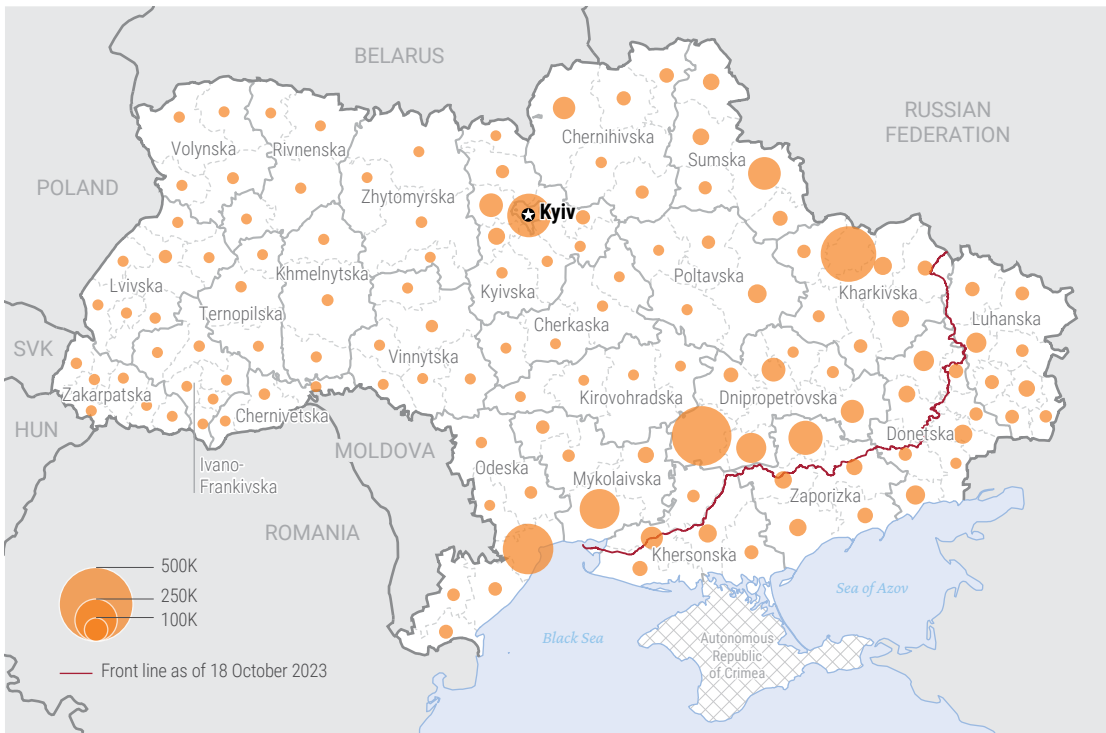 BELARUS
RUSSIAN
FEDERATION
POLAND
Volynska
Rivnenska
Zhytomyrska
Chernihivska
Sumska
Kyiv
Lvivska
Khmelnytska
Ternopilska
Kyivska
Poltavska
Kharkivska
Luhanska
Cherkaska
Vinnytska
SVK
Zakarpatska
Chernivetska
Kirovohradska
Dnipropetrovska
Donetska
HUN
MOLDOVA
Ivano-
Frankivska
Odeska
Mykolaivska
Zaporizka
ROMANIA
Khersonska
500K
250K
100K
Sea of Azov
Black Sea
Autonomous
Republic
of Crimea
Front line as of 18 October 2023